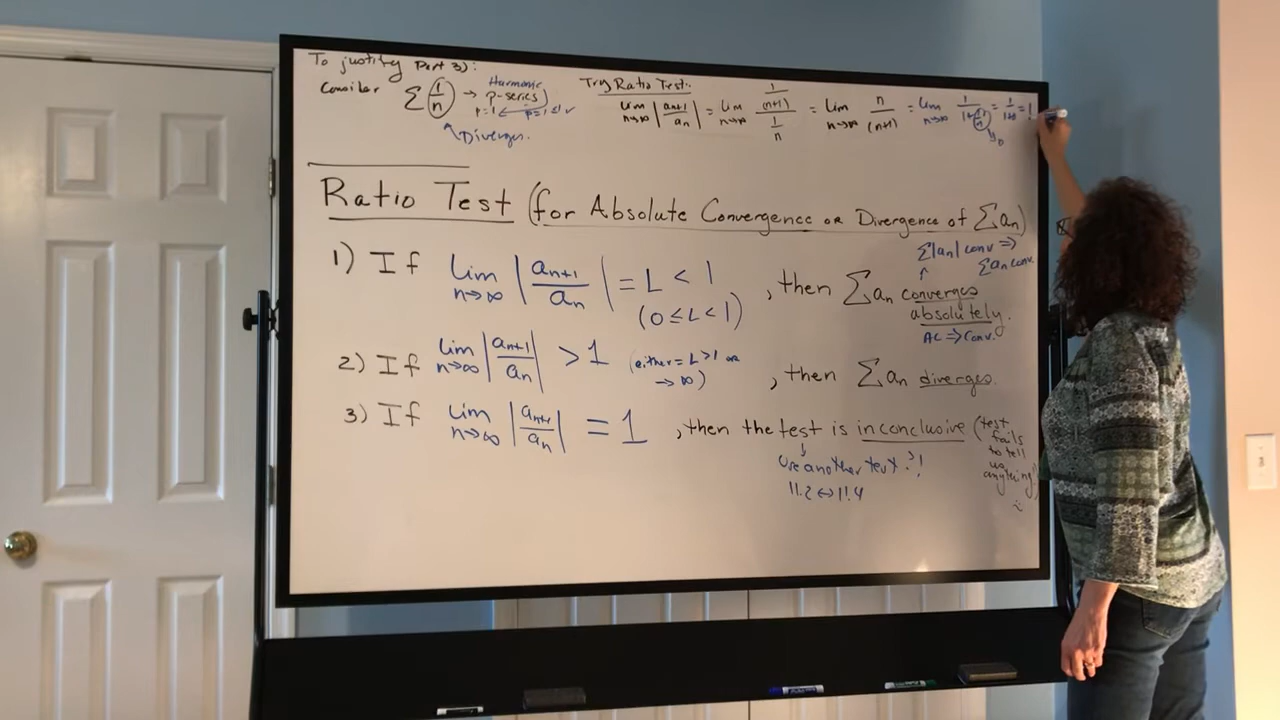 To justify Part 3):
Consider ∑ (1/n) → Harmonic p-series) p=1 ← p=1 ≤ 1 ✓
↖Diverges.
Try Ratio Test:
lim n→∞ |an+1/an| = lim n→∞ (1/(n+1))/(1/n) = lim n→∞ n/(n+1) = lim n→∞ 1/(1+1/n) = 1/(1+0) = 1
↘0
Ratio Test (for Absolute Convergence or Divergence of ∑an)
∑|an| conv ⇒ ∑an conv.
1) If lim n→∞ |an+1/an| = L < 1 (0 ≤ L < 1), then ∑an converges absolutely.
AC ⇒ Conv.
2) If lim n→∞ |an+1/an| > 1 (either = L > 1 or → ∞), then ∑an diverges.
3) If lim n→∞ |an+1/an| = 1, then the test is inconclusive (test fails to tell us anything)
Use another test!
11.2 ↔ 11.4